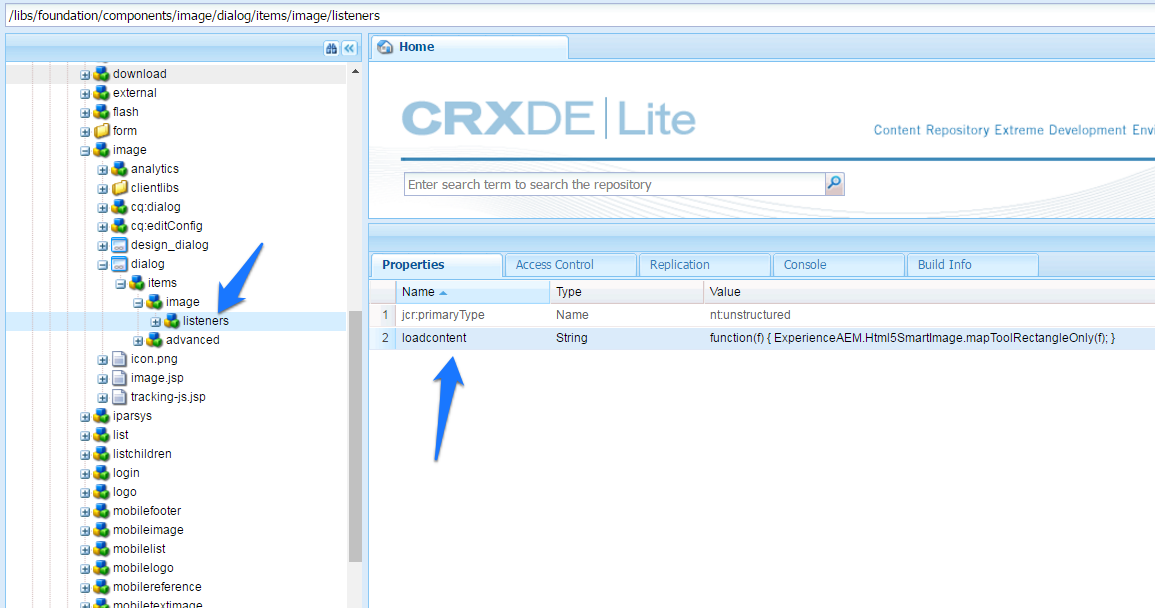 /libs/foundation/components/image/dialog/items/image/listeners
download
external
flash
form
image
analytics
clientlibs
cq:dialog
cq:editConfig
design_dialog
dialog
items
image
listeners
advanced
icon.png
image.jsp
tracking-js.jsp
iparsys
list
listchildren
login
logo
mobilefooter
mobileimage
mobilelist
mobilelogo
mobilereference
mobiletextimage
Home
CRXDE Lite
Content Repository Extreme Development Envi
Enter search term to search the repository
Properties Access Control Replication Console Build Info
Name Type Value
1 jcr:primaryType Name nt:unstructured
2 loadcontent String function(f) { ExperienceAEM.Html5SmartImage.mapToolRectangleOnly(f); }